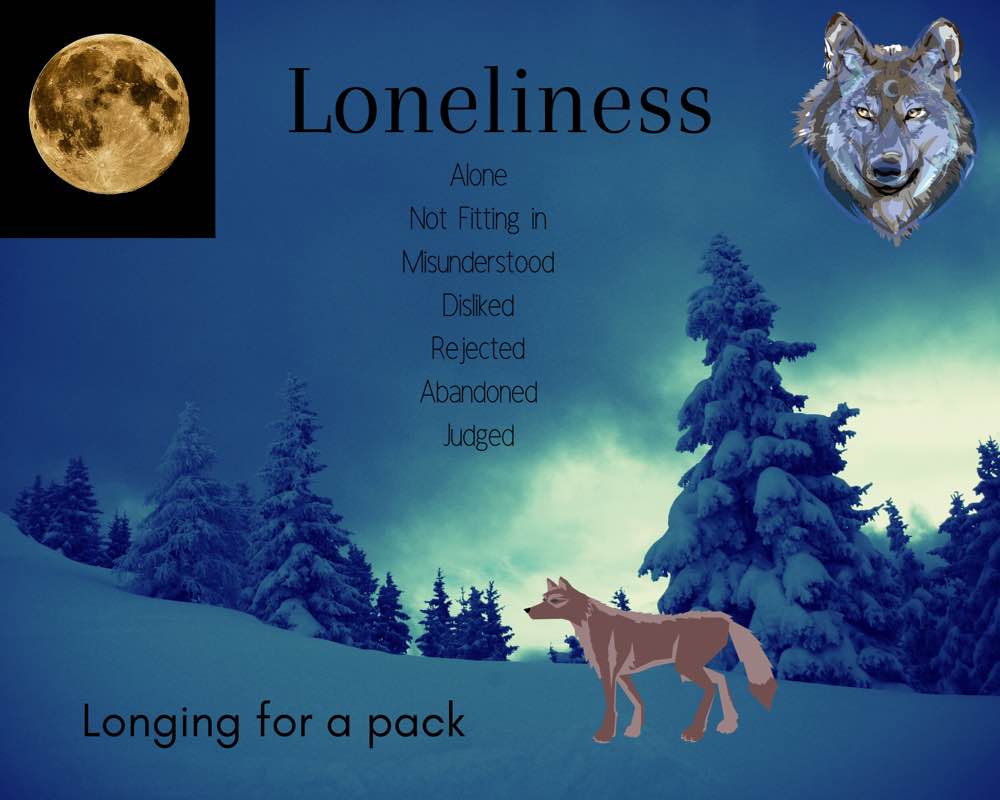 Loneliness
Alone
Not Fitting in
Misunderstood
Disliked
Rejected
Abandoned
Judged
Longing for a pack